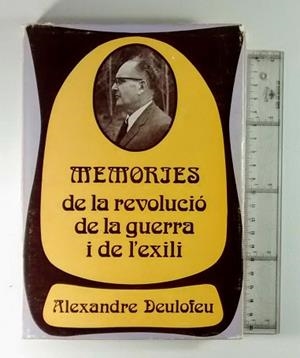 MEMORIES
de la revolució
de la guerra
i de l'exili
Alexandre Deulofeu